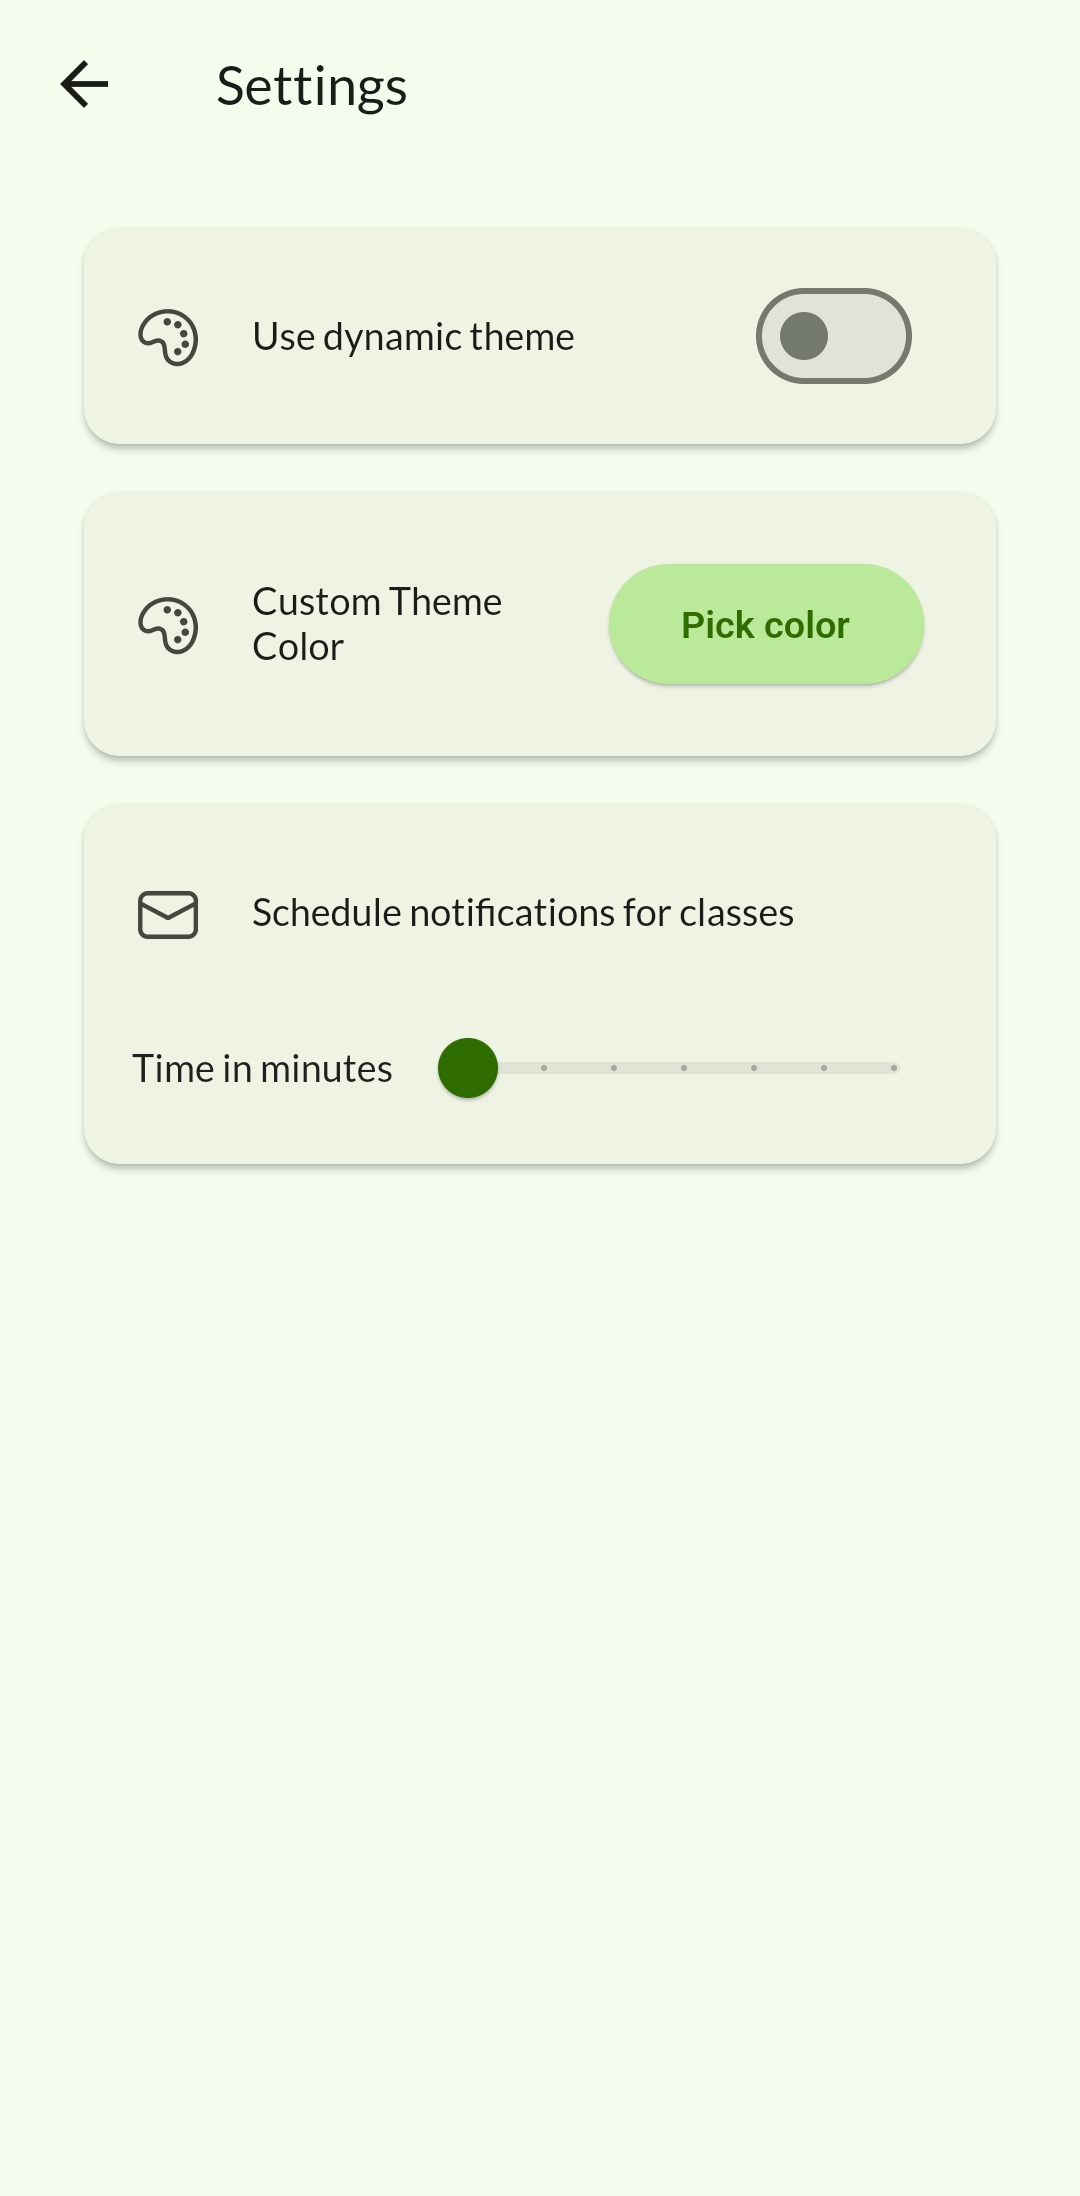 Settings
Use dynamic theme
Custom Theme
Color
Pick color
Schedule notifications for classes
Time in minutes